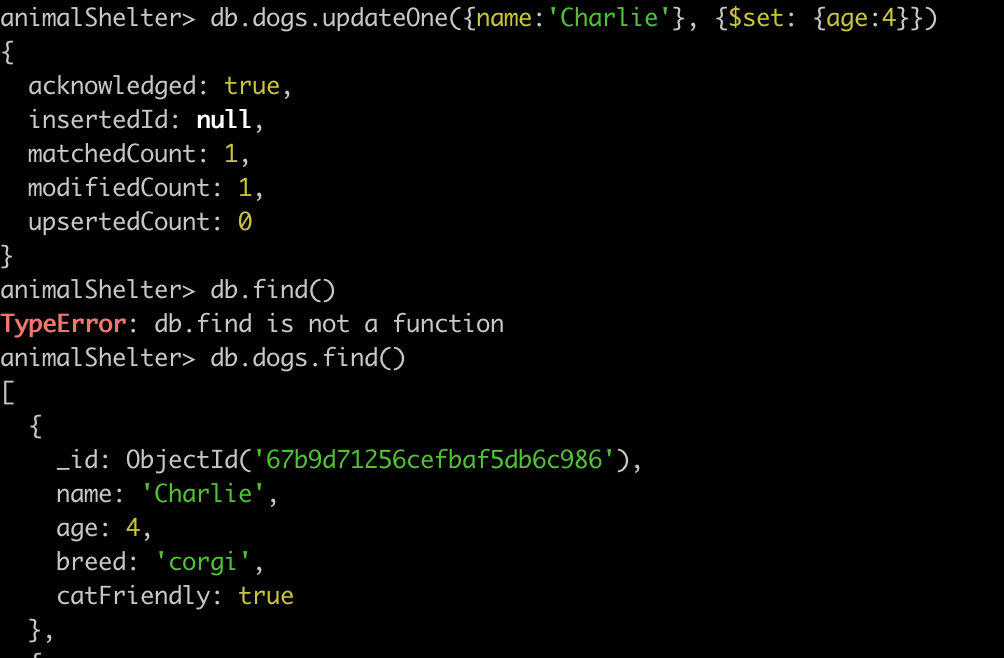 animalShelter> db.dogs.updateOne({name:'Charlie'}, {$set: {age:4}})
{
  acknowledged: true,
  insertedId: null,
  matchedCount: 1,
  modifiedCount: 1,
  upsertedCount: 0
}
animalShelter> db.find()
TypeError: db.find is not a function
animalShelter> db.dogs.find()
[
  {
    _id: ObjectId('67b9d71256cefbaf5db6c986'),
    name: 'Charlie',
    age: 4,
    breed: 'corgi',
    catFriendly: true
  },
  {